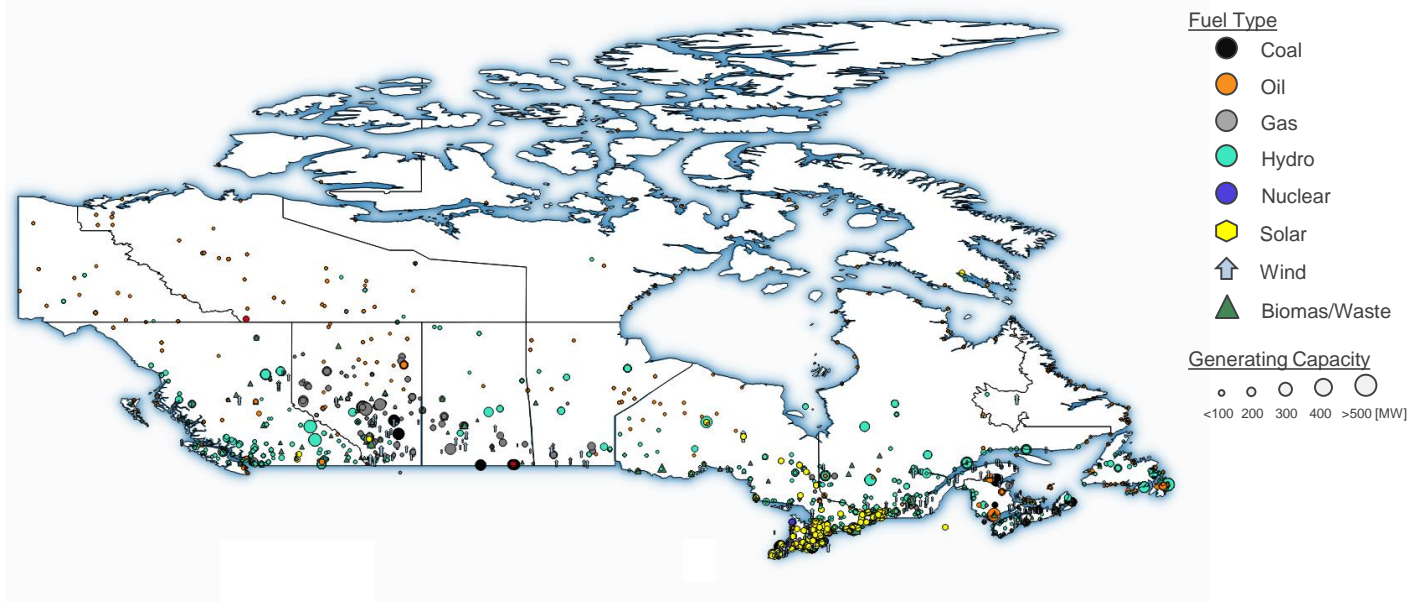 Fuel Type
Coal
Oil
Gas
Hydro
Nuclear
Solar
Wind
Biomas/Waste
Generating Capacity
<100 200 300 400 >500 [MW]